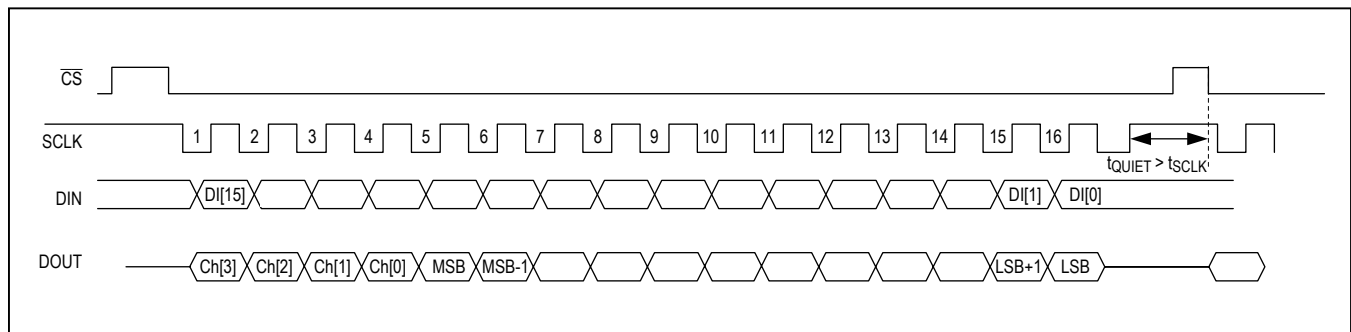 CS
SCLK 1 2 3 4 5 6 7 8 9 10 11 12 13 14 15 16
tQUIET > tSCLK
DIN DI[15] DI[1] DI[0]
DOUT Ch[3] Ch[2] Ch[1] Ch[0] MSB MSB-1 LSB+1 LSB